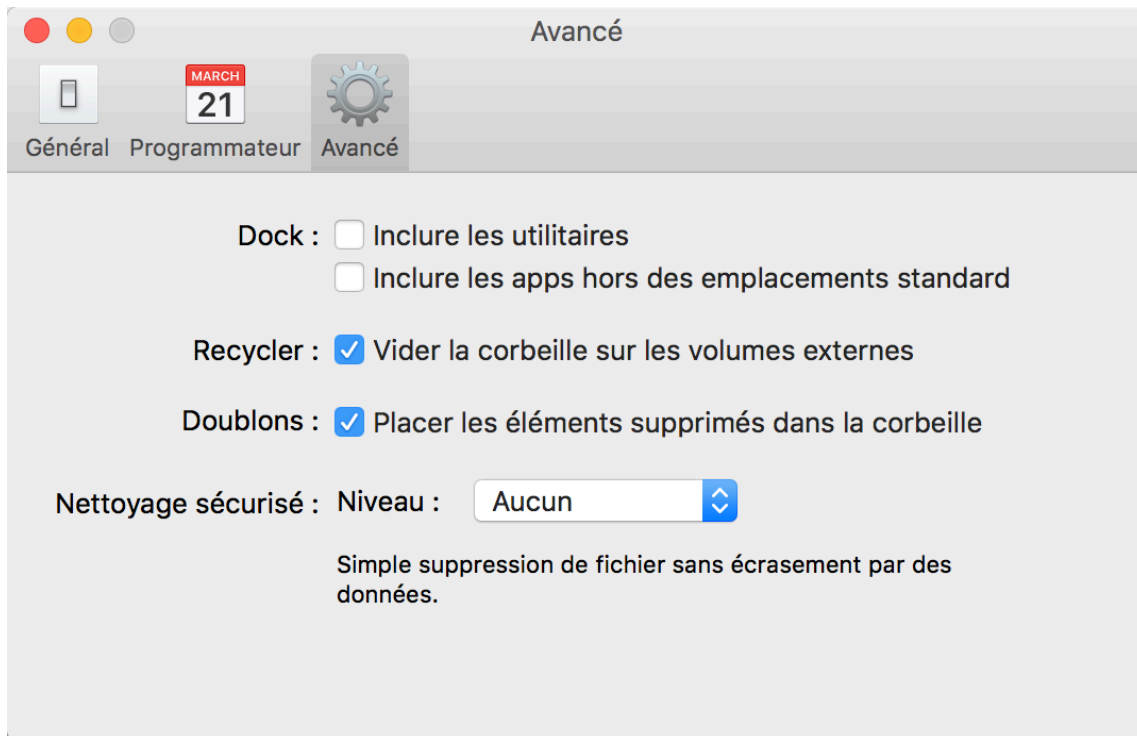 Avancé
MARCH
21
Général Programmateur Avancé
Dock : Inclure les utilitaires
Inclure les apps hors des emplacements standard
Recycler : Vider la corbeille sur les volumes externes
Doublons : Placer les éléments supprimés dans la corbeille
Nettoyage sécurisé : Niveau : Aucun
Simple suppression de fichier sans écrasement par des
données.